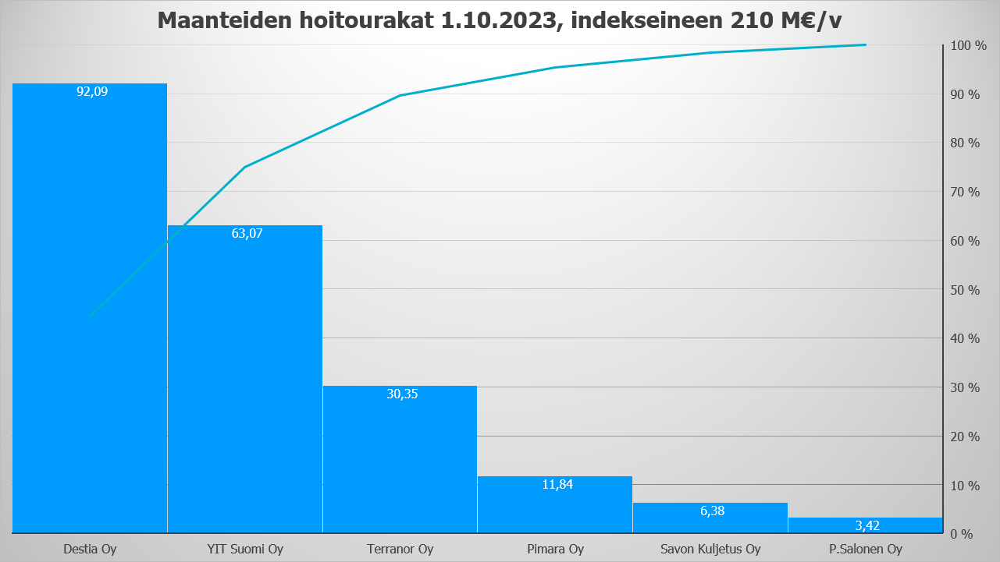 Maanteiden hoitourakat 1.10.2023, indekseineen 210 M€/v
100 %
90 %
80 %
70 %
60 %
50 %
40 %
30 %
20 %
10 %
0 %
92,09
63,07
30,35
11,84
6,38
3,42
Destia Oy
YIT Suomi Oy
Terranor Oy
Pimara Oy
Savon Kuljetus Oy
P.Salonen Oy